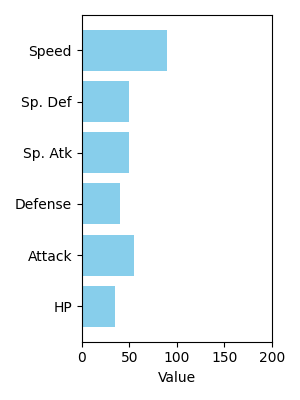 Speed
Sp. Def
Sp. Atk
Defense
Attack
HP
0 50 100 150 200
Value